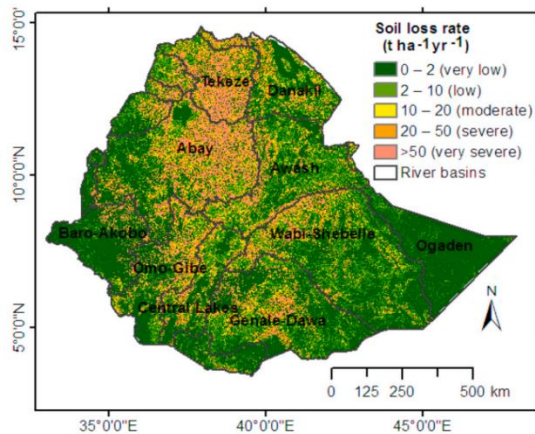 Soil loss rate
(t ha-1yr-1)
0 – 2 (very low)
2 – 10 (low)
10 – 20 (moderate)
20 – 50 (severe)
>50 (very severe)
River basins
Tekeze
Danakil
Abay
Awash
Baro-Akobo
Wabi-Shebelle
Ogaden
Omo-Gibe
Central Lakes
Genale-Dawa
N
0 125 250 500 km
15°0'0"N
10°0'0"N
5°0'0"N
35°0'0"E 40°0'0"E 45°0'0"E